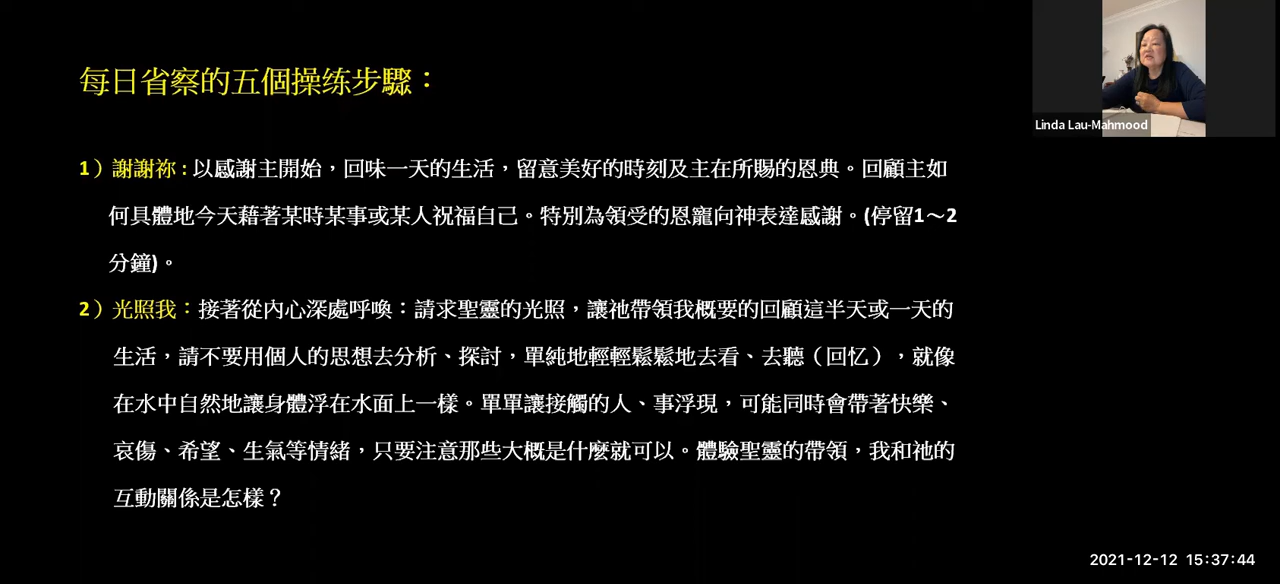 每日省察的五個操练步驟：
Linda Lau-Mahmood
1）謝謝祢 : 以感謝主開始，回味一天的生活，留意美好的時刻及主在所賜的恩典。回顧主如
何具體地今天藉著某時某事或某人祝福自己。特別為領受的恩寵向神表達感謝。(停留1～2
分鐘)。
2）光照我：接著從內心深處呼喚：請求聖靈的光照，讓祂帶領我概要的回顧這半天或一天的
生活，請不要用個人的思想去分析、探討，單純地輕輕鬆鬆地去看、去聽（回忆），就像
在水中自然地讓身體浮在水面上一樣。單單讓接觸的人、事浮現，可能同時會帶著快樂、
哀傷、希望、生氣等情緒，只要注意那些大概是什麼就可以。體驗聖靈的帶領，我和祂的
互動關係是怎樣？
2021-12-12 15:37:44